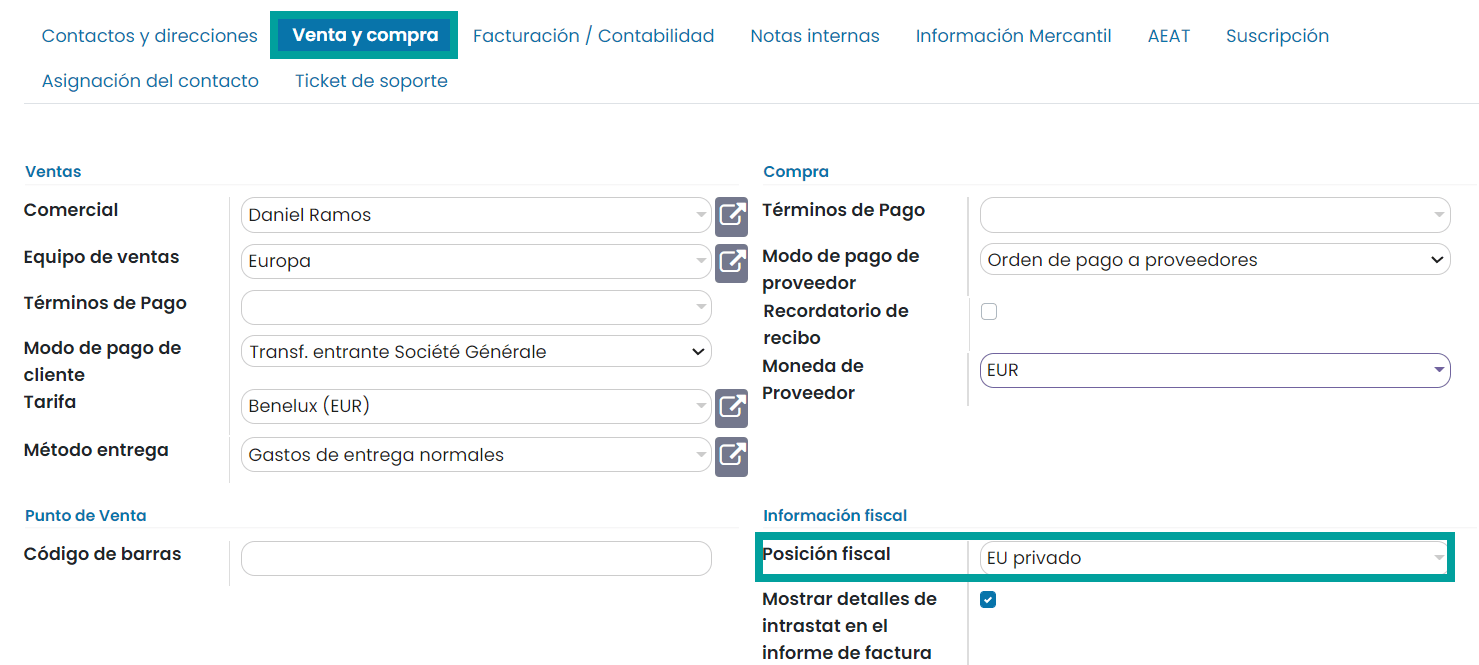 Contactos y direcciones Venta y compra Facturación / Contabilidad Notas internas Información Mercantil AEAT Suscripción
Asignación del contacto Ticket de soporte
Ventas
Comercial Daniel Ramos
Equipo de ventas Europa
Términos de Pago
Modo de pago de
cliente
Transf. entrante Société Générale
Tarifa Benelux (EUR)
Método entrega Gastos de entrega normales
Compra
Términos de Pago
Modo de pago de
proveedor
Orden de pago a proveedores
Recordatorio de
recibo
Moneda de
Proveedor
EUR
Punto de Venta
Código de barras
Información fiscal
Posición fiscal EU privado
Mostrar detalles de
intrastat en el
informe de factura